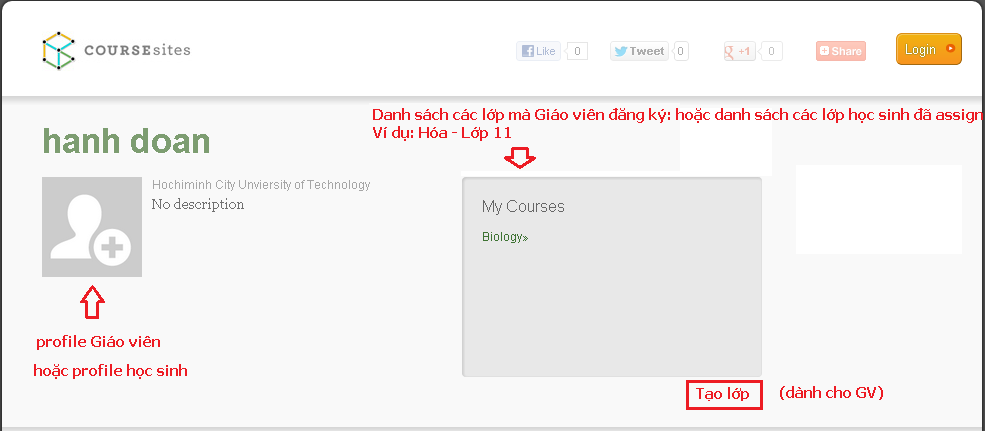 COURSEsites
Like 0
Tweet 0
+1 0
Share
Login
Danh sách các lớp mà Giáo viên đăng ký: hoặc danh sách các lớp học sinh đã assign
Ví dụ: Hóa - Lớp 11
hanh doan
Hochiminh City Unviersity of Technology
No description
My Courses
Biology»
profile Giáo viên
hoặc profile học sinh
Tạo lớp
(dành cho GV)